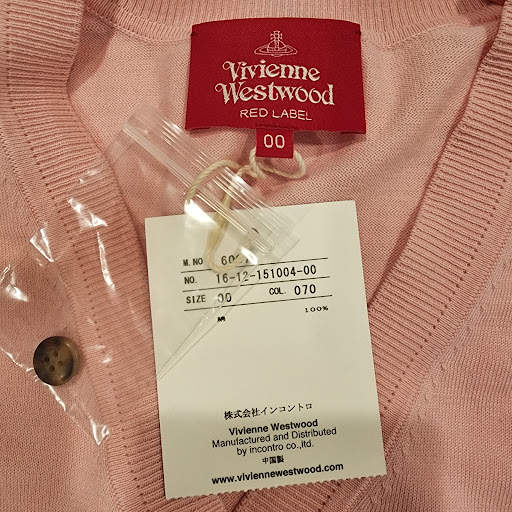 Vivienne
Westwood
RED LABEL
00
M.NO
NO. 16-12-151004-00
SIZE 00 COL. 070
100%
株式会社インコントロ
Vivienne Westwood
Manufactured and Distributed
by incontro co.,ltd.
中国製
www.viviennewestwood.com